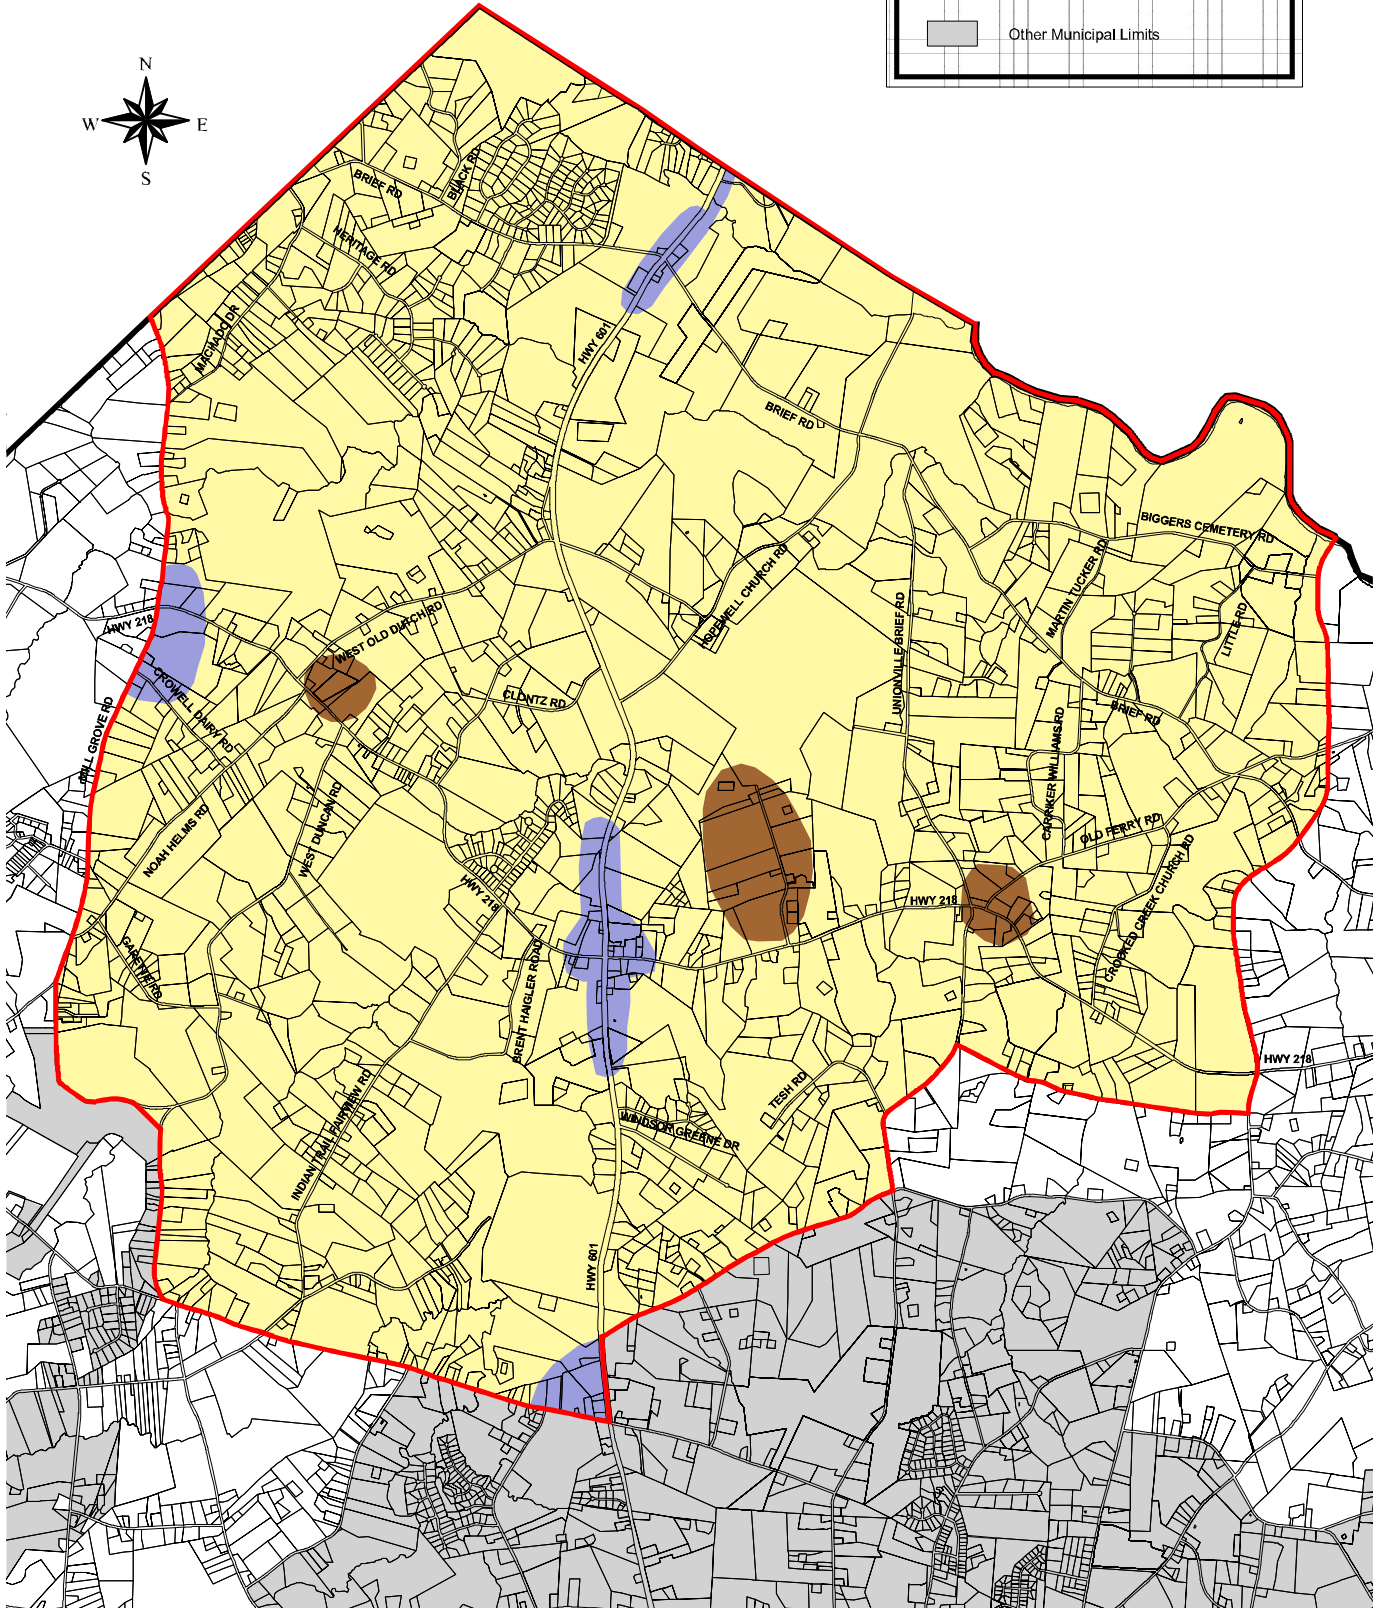 Other Municipal Limits
N
W E
S
BRIEF RD
BLACK RD
HERITAGE RD
MACHADO DR
HWY 601
BRIEF RD
BIGGERS CEMETERY RD
MARTIN TUCKER RD
HOPEWELL CHURCH RD
UNIONVILLE BRIEF RD
LITTLE RD
HWY 218
WEST OLD DUTCH RD
CROWELL DAIRY RD
CLONTZ RD
BRIEF RD
MILL GROVE RD
CARRIKER WILLIAMS RD
WEST DUNCAN RD
NOAH HELMS RD
OLD FERRY RD
CROOKED CREEK CHURCH RD
HWY 218
HWY 218
BRENT HAIGLER ROAD
HWY 218
TESH RD
WINDSOR GREENE DR
INDIAN TRAIL FAIRVIEW RD
HWY 601